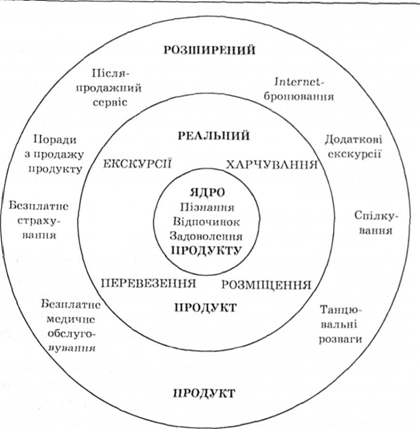 РОЗШИРЕНИЙ
Після-
продажний
сервіс
Internet-
бронювання
Поради
з продажу
продукту
РЕАЛЬНИЙ
Додаткові
екскурсії
ЕКСКУРСІЇ
ХАРЧУВАННЯ
ЯДРО
Пізнання
Відпочинок
Задоволення
ПРОДУКТУ
Безплатне
страху-
вання
Спілку-
вання
ПЕРЕВЕЗЕННЯ
РОЗМІЩЕННЯ
ПРОДУКТ
Безплатне
медичне
обслуго-
вування
Танцю-
вальні
розваги
ПРОДУКТ